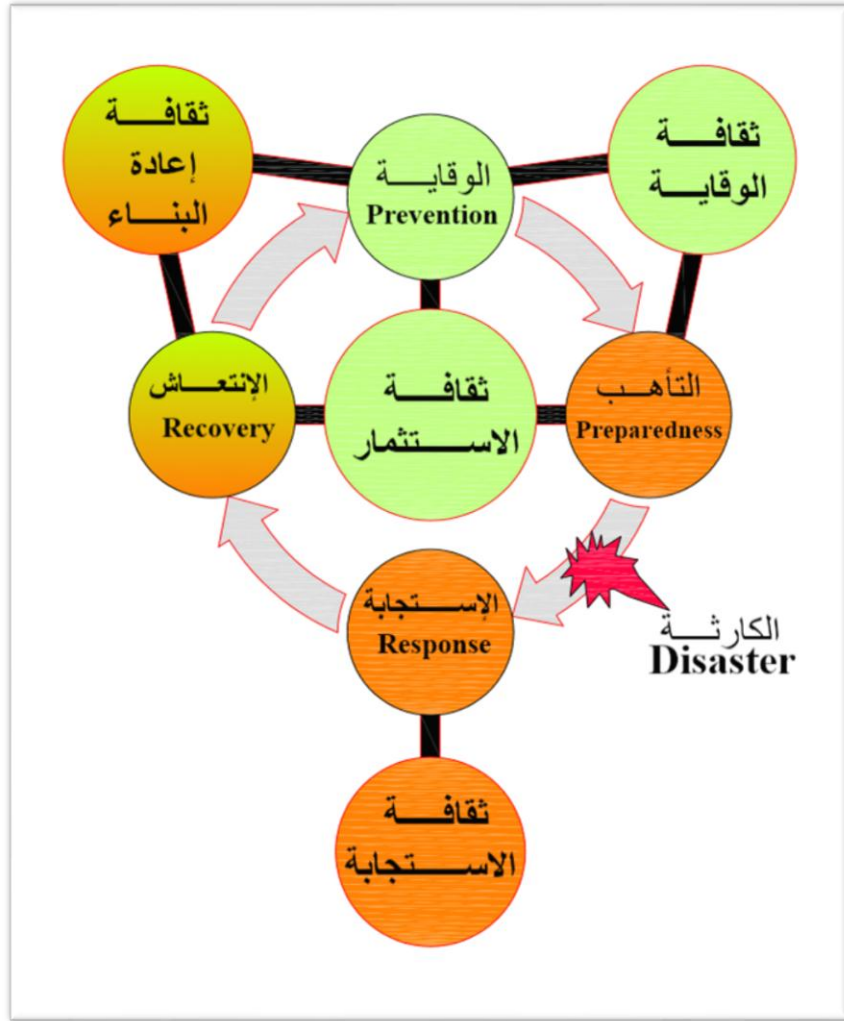 ثقافة
إعادة
البناء
الوقاية
Prevention
ثقافة
الوقاية
الإنتعاش
Recovery
ثقافة
الاستثمار
التأهب
Preparedness
الإستجابة
Response
الكارثة
Disaster
ثقافة
الاستجابة